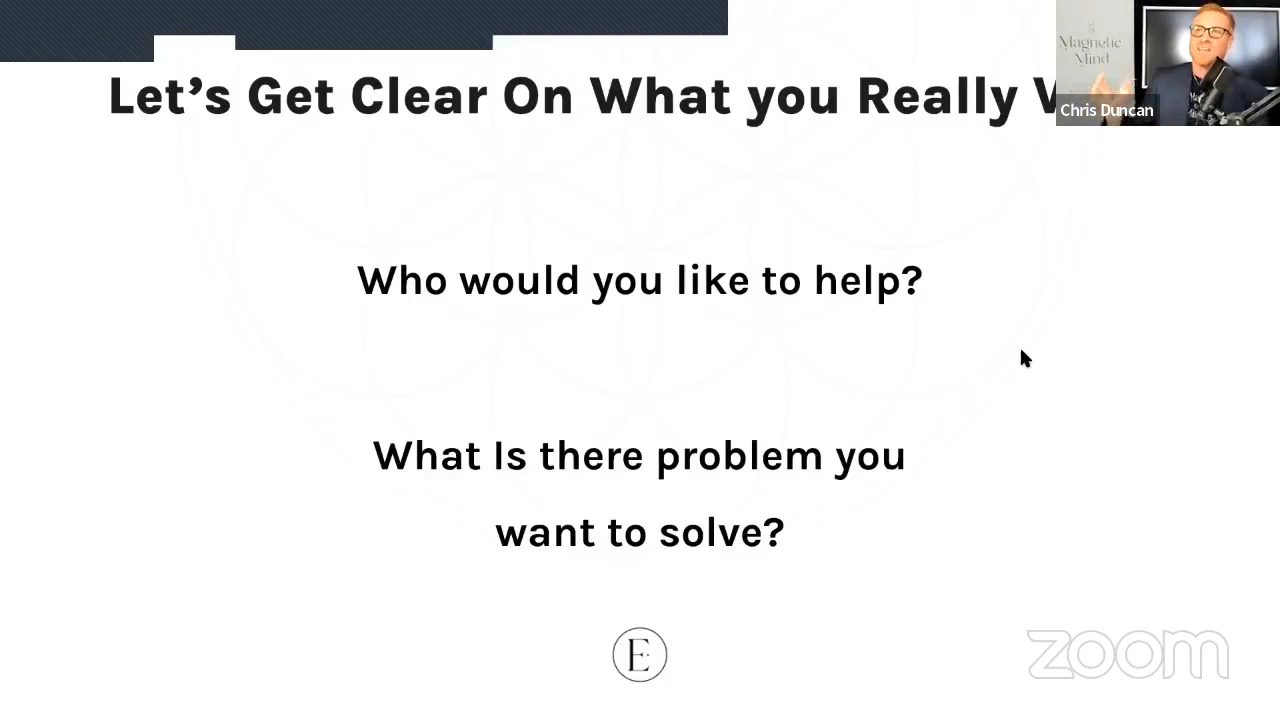 Let's Get Clear On What you Really
Magnetic
Mind
Chris Duncan
Who would you like to help?
What Is there problem you
want to solve?
E
zoom